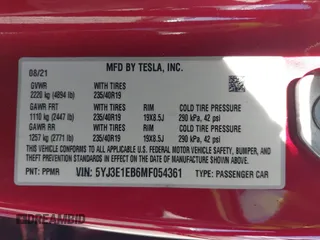 MFD BY TESLA, INC.
08/21
GVWR WITH TIRES
2220 kg (4894 lb) 235/40R19
GAWR FRT WITH TIRES RIM COLD TIRE PRESSURE
1110 kg (2447 lb) 235/40R19 19X8.5J 290 kPa, 42 psi
GAWR RR WITH TIRES RIM COLD TIRE PRESSURE
1257 kg (2771 lb) 235/40R19 19X8.5J 290 kPa, 42 psi
THIS VEHICLE CONFORMS TO ALL APPLICABLE
U.S. FEDERAL MOTOR VEHICLE SAFETY, BUMPER, AND
THEFT PREVENTION STANDARDS IN EFFECT ON THE
DATE OF MANUFACTURE SHOWN ABOVE.
PNT: PPMR VIN: 5YJ3E1EB6MF054361 TYPE: PASSENGER CAR